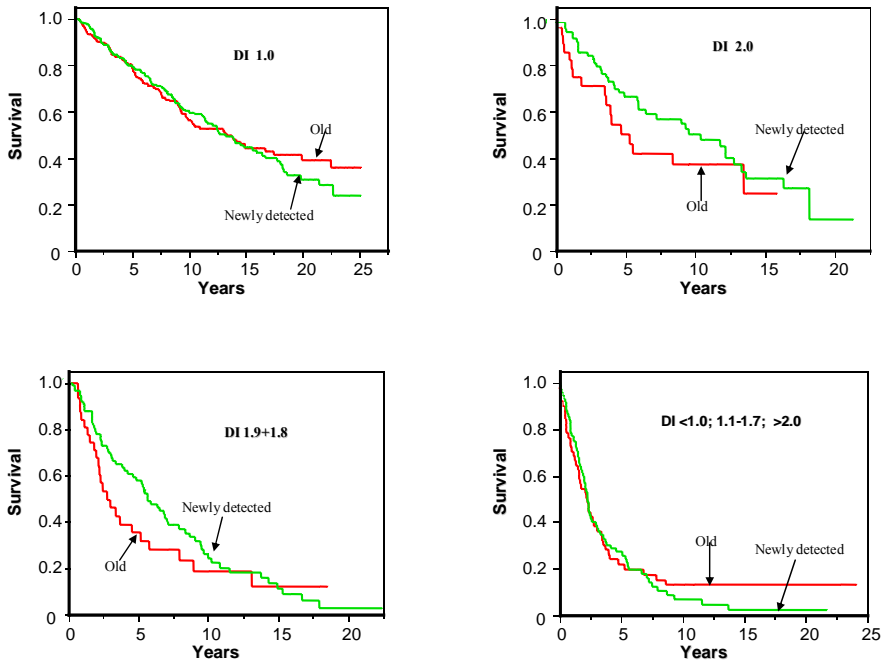 DI 1.0
Survival
1.0
0.8
0.6
0.4
0.2
0
Old
Newly detected
0 5 10 15 20 25
Years
DI 2.0
Survival
1.0
0.8
0.6
0.4
0.2
0
Newly detected
Old
0 5 10 15 20
Years
DI 1.9+1.8
Survival
1.0
0.8
0.6
0.4
0.2
0
Newly detected
Old
0 5 10 15 20
Years
DI <1.0; 1.1-1.7; >2.0
Survival
1.0
0.8
0.6
0.4
0.2
0
Old
Newly detected
0 5 10 15 20 25
Years